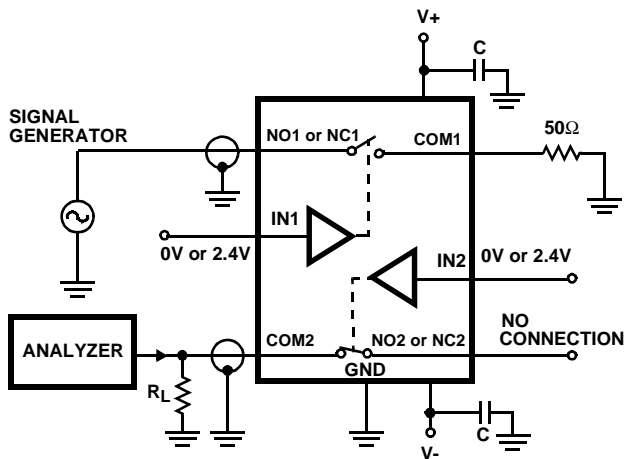 V+
C
SIGNAL
GENERATOR
NO1 or NC1
COM1
50Ω
IN1
0V or 2.4V
IN2
0V or 2.4V
ANALYZER
COM2
NO2 or NC2
NO
CONNECTION
GND
RL
C
V-